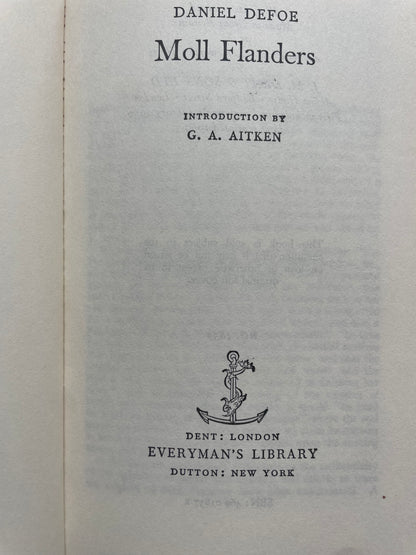 DANIEL DEFOE
Moll Flanders
INTRODUCTION BY
G. A. AITKEN
DENT: LONDON
EVERYMAN'S LIBRARY
DUTTON: NEW YORK